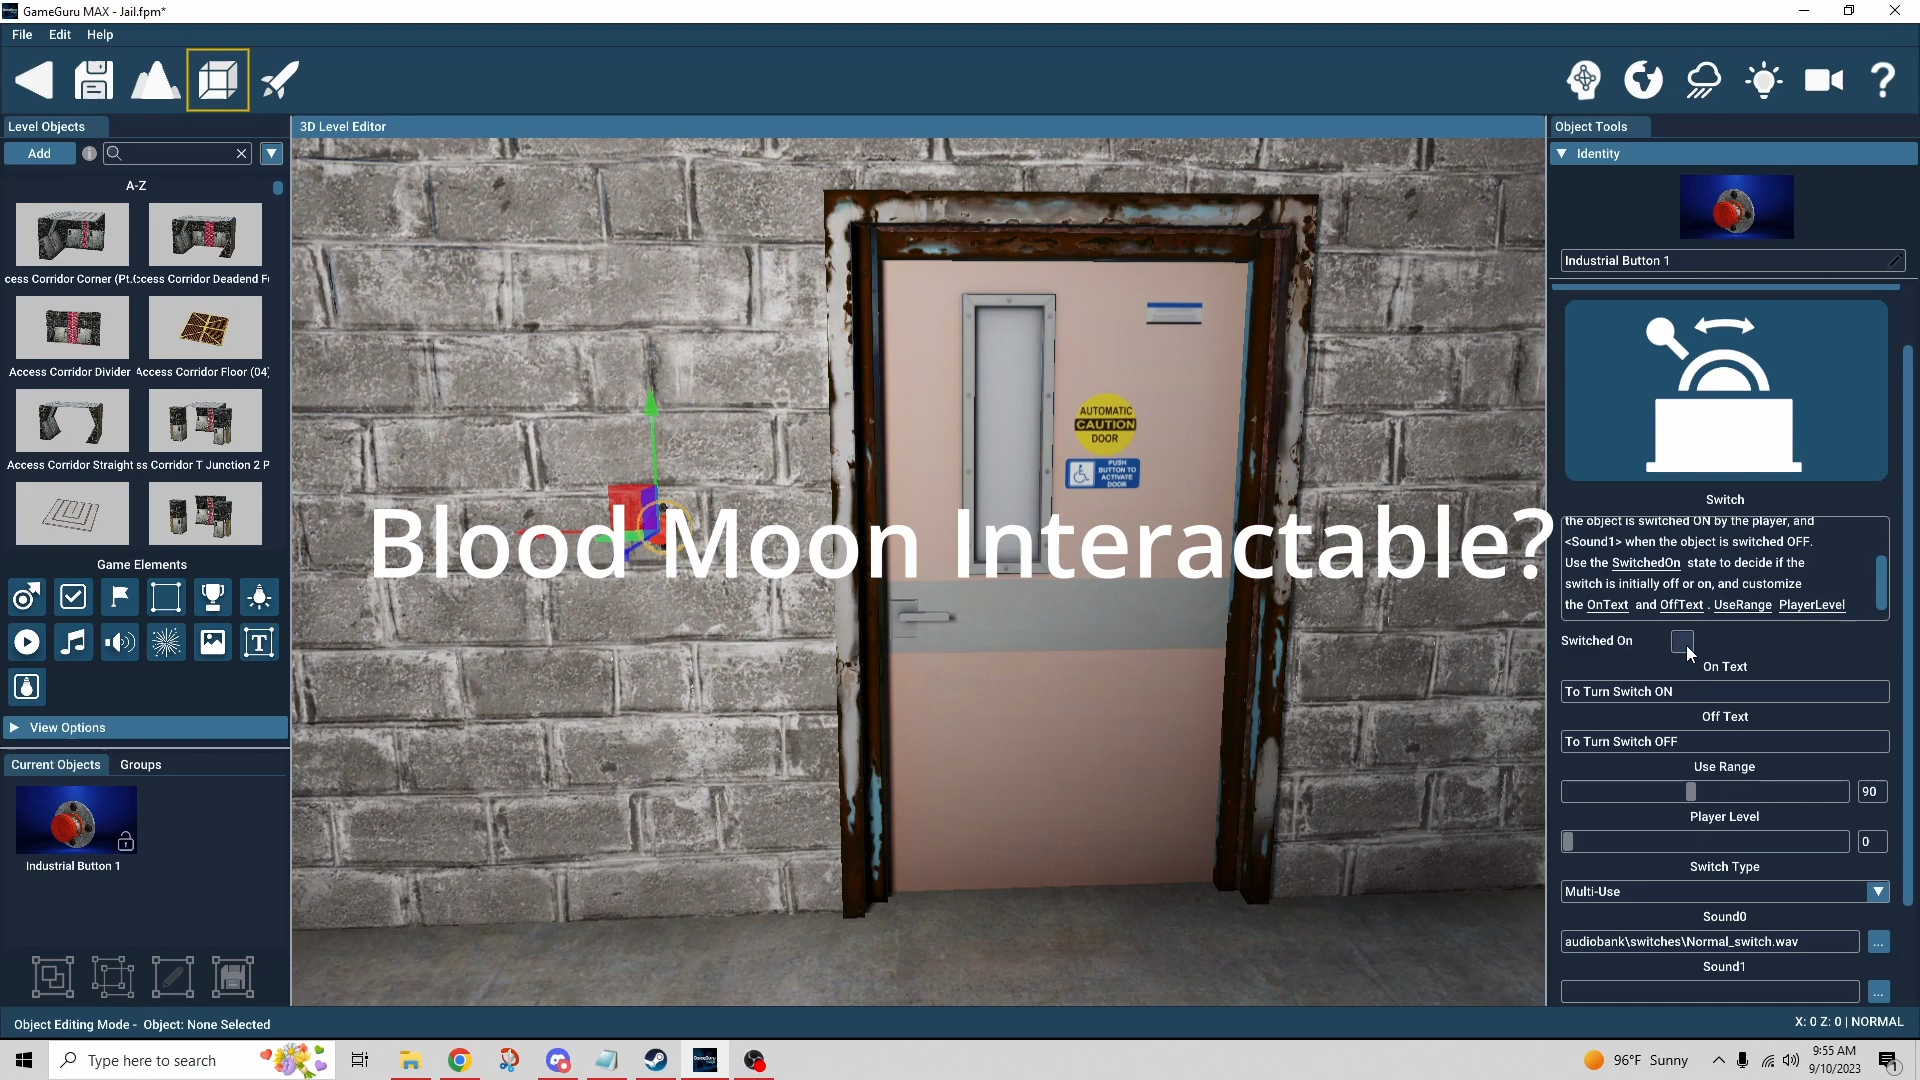 GameGuru MAX - Jail.fpm*
File Edit Help
Level Objects
Add
A-Z
cess Corridor Corner (Pt.(
ccess Corridor Deadend F
Access Corridor Divider
Access Corridor Floor (04)
Access Corridor Straight
ss Corridor T Junction 2 P
Game Elements
View Options
Current Objects Groups
Industrial Button 1
Object Editing Mode - Object: None Selected
3D Level Editor
AUTOMATIC
CAUTION
DOOR
PUSH
BUTTON TO
ACTIVATE
DOOR
Blood Moon Interactable?
Object Tools
Identity
Industrial Button 1
Switch
the object is switched ON by the player, and
<Sound1> when the object is switched OFF.
Use the SwitchedOn state to decide if the
switch is initially off or on, and customize
the OnText and OffText . UseRange PlayerLevel
Switched On
On Text
To Turn Switch ON
Off Text
To Turn Switch OFF
Use Range
90
Player Level
0
Switch Type
Multi-Use
Sound0
audiobank\switches\Normal_switch.wav
...
Sound1
...
X: 0 Z: 0 | NORMAL
Type here to search
96°F Sunny
9:55 AM
9/10/2023
1